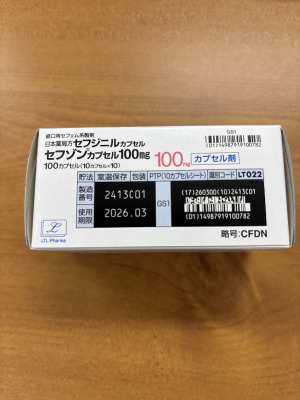 経口用セフェム系製剤
日本薬局方 セフジニルカプセル
セフゾンカプセル100mg
100mg
カプセル剤
100カプセル(10カプセル×10)
GS1
(01)14987919100782
貯法 室温保存 包装 PTP(10カプセルシート) 識別コード LT022
製造番号 2413C01
使用期限 2026.03
GS1
(17)260300(10)2413C01
(01)14987919100782
LTL Pharma
略号:CFDN